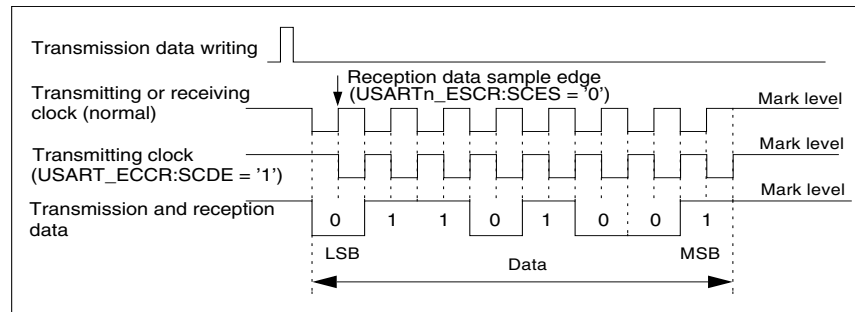 Transmission data writing
Reception data sample edge
(USARTn_ESCR:SCES = '0')
Transmitting or receiving
clock (normal)
Mark level
Transmitting clock
(USART_ECCR:SCDE = '1')
Mark level
Transmission and reception
data
Mark level
0 1 1 0 1 0 0 1
LSB MSB
Data